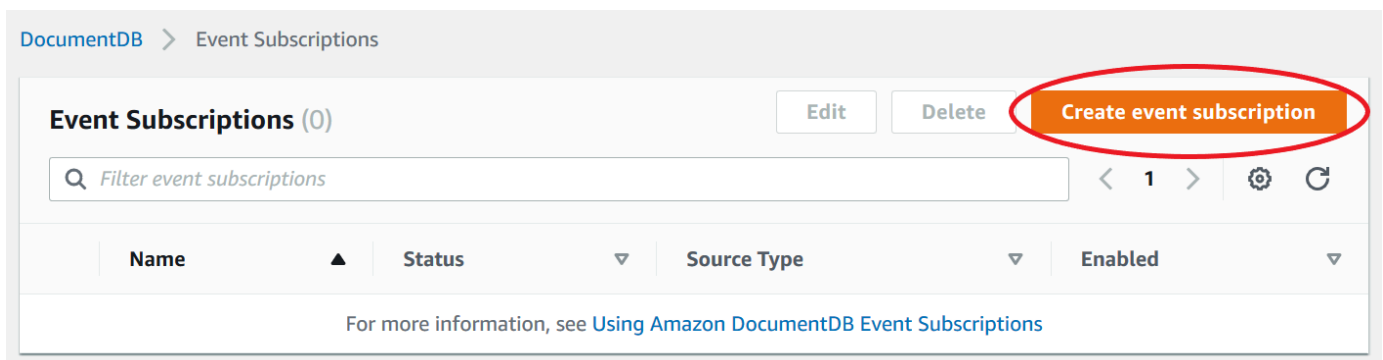 DocumentDB > Event Subscriptions
Event Subscriptions (0) Edit Delete Create event subscription
Filter event subscriptions < 1 >
Name Status Source Type Enabled
For more information, see Using Amazon DocumentDB Event Subscriptions